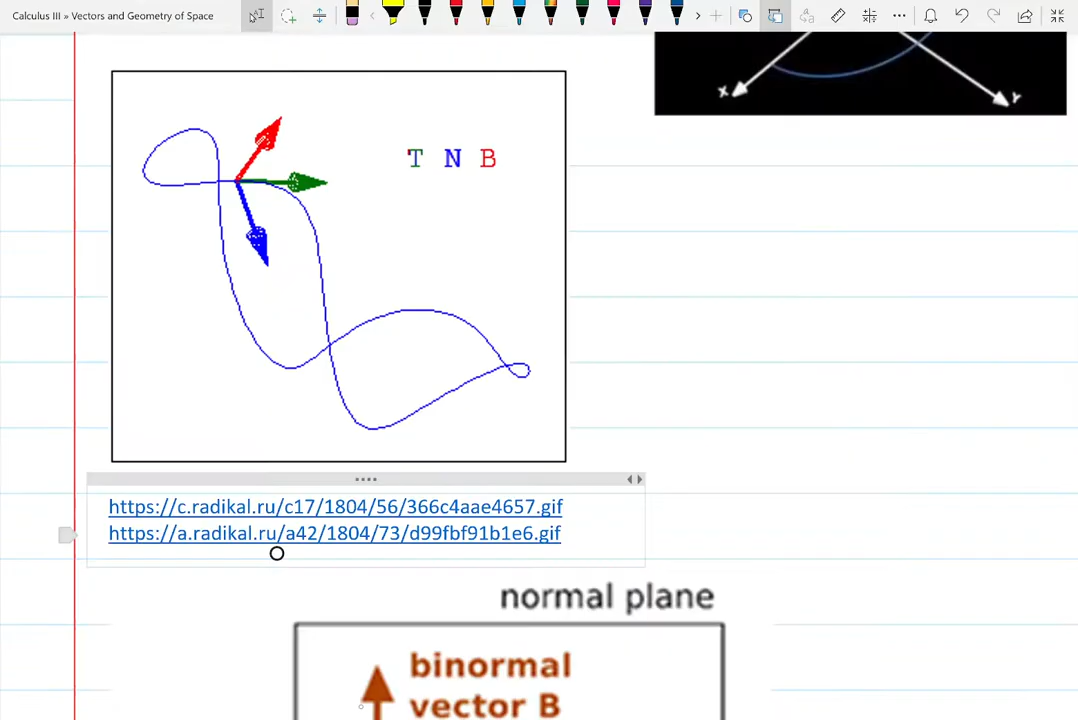 Calculus III » Vectors and Geometry of Space
X
Y
T N B
https://c.radikal.ru/c17/1804/56/366c4aae4657.gif
https://a.radikal.ru/a42/1804/73/d99fbf91b1e6.gif
normal plane
binormal
vector B